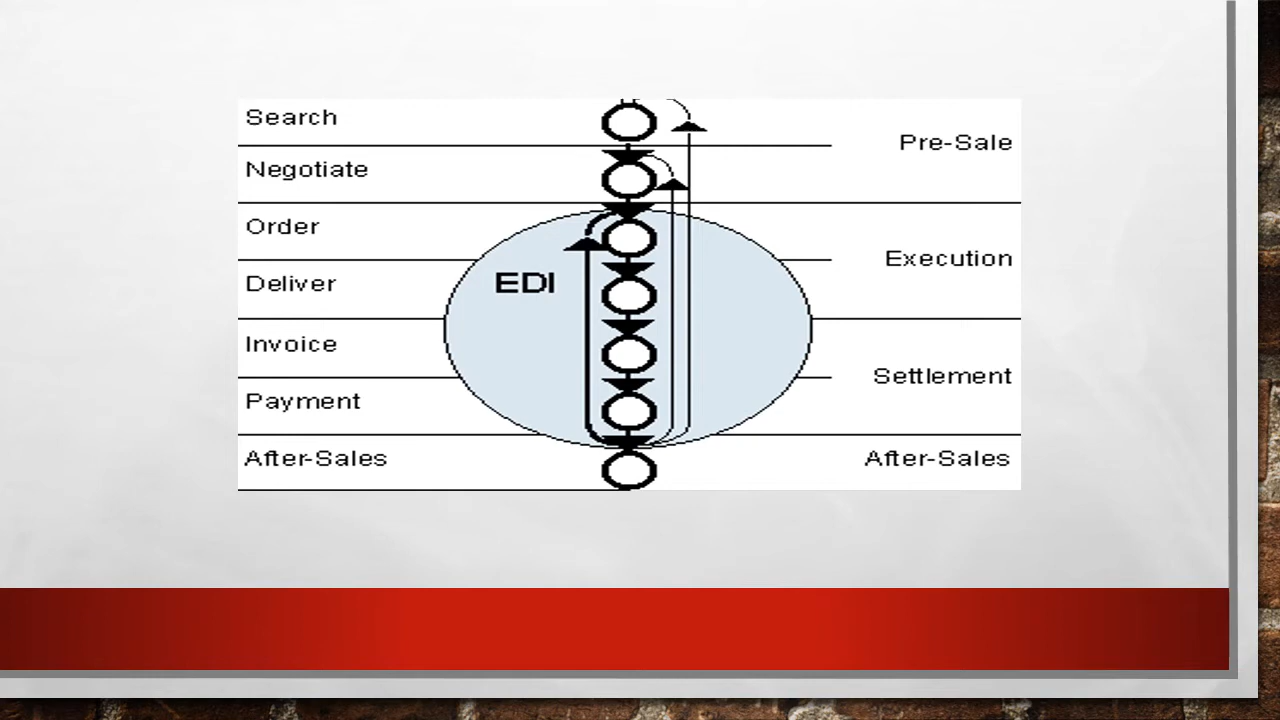 Search
Pre-Sale
Negotiate
Order
Execution
EDI
Deliver
Invoice
Settlement
Payment
After-Sales
After-Sales